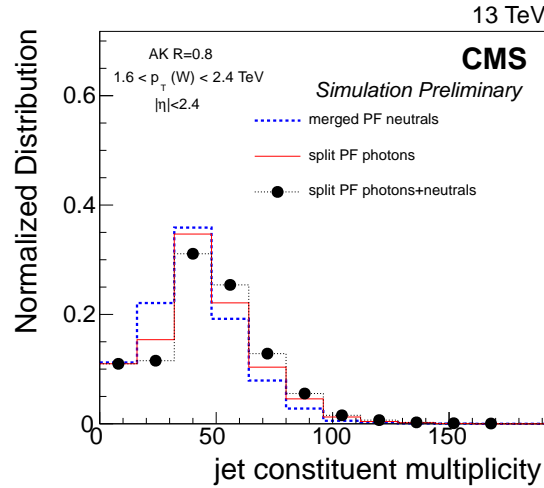 13 TeV
AK R=0.8
1.6 < p_T (W) < 2.4 TeV
|η|<2.4
CMS
Simulation Preliminary
merged PF neutrals
split PF photons
split PF photons+neutrals
Normalized Distribution
0.6
0.4
0.2
0
0 50 100 150
jet constituent multiplicity